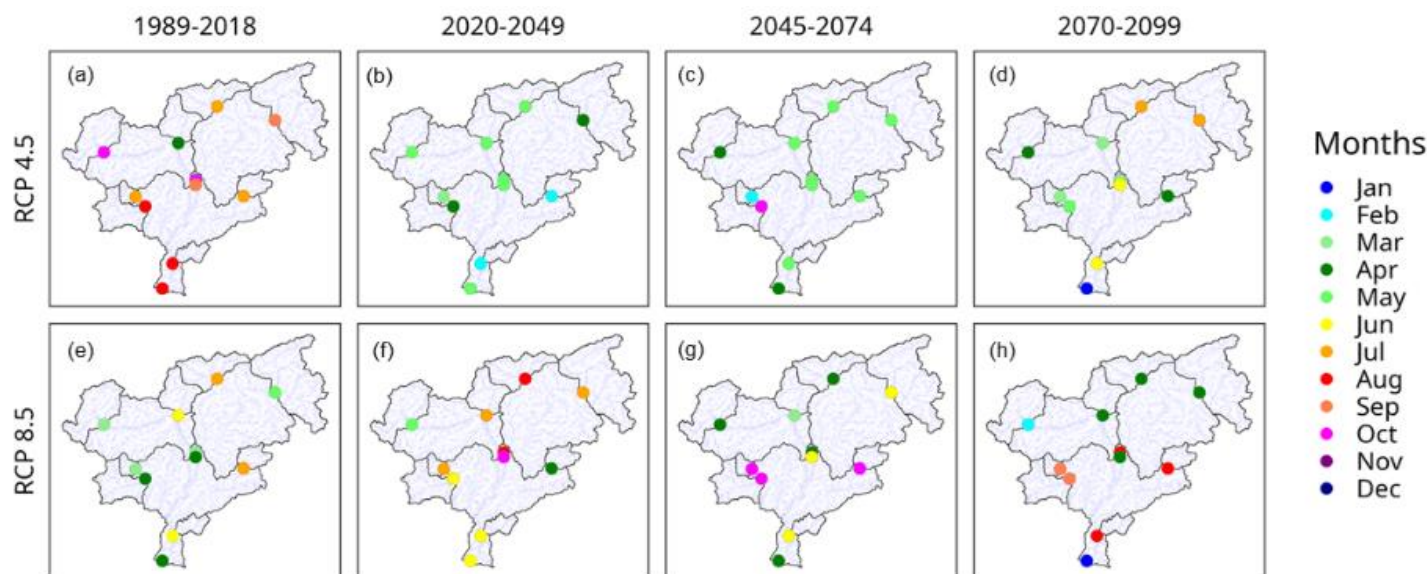 1989-2018 2020-2049 2045-2074 2070-2099
RCP 4.5
(a) (b) (c) (d)
RCP 8.5
(e) (f) (g) (h)
Months
Jan
Feb
Mar
Apr
May
Jun
Jul
Aug
Sep
Oct
Nov
Dec